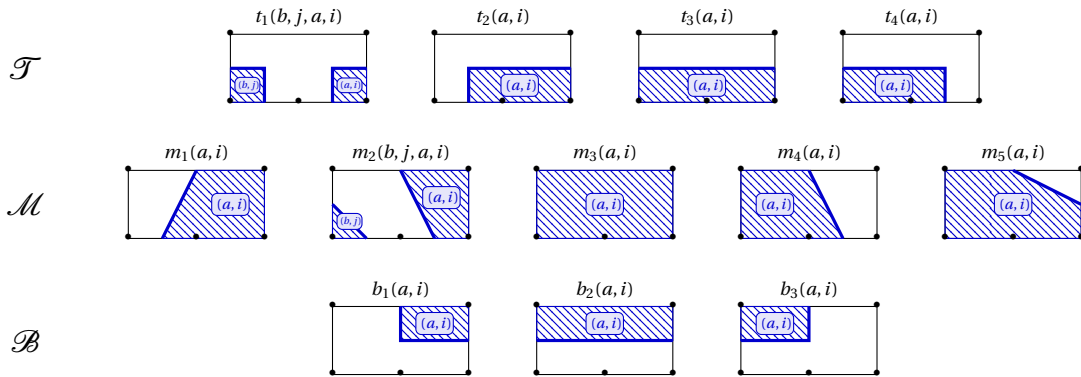 t₁(b, j, a, i) t₂(a, i) t₃(a, i) t₄(a, i)
𝒯 (b, j) (a, i) (a, i) (a, i) (a, i)
m₁(a, i) m₂(b, j, a, i) m₃(a, i) m₄(a, i) m₅(a, i)
ℳ (a, i) (b, j) (a, i) (a, i) (a, i) (a, i)
b₁(a, i) b₂(a, i) b₃(a, i)
ℬ (a, i) (a, i) (a, i)